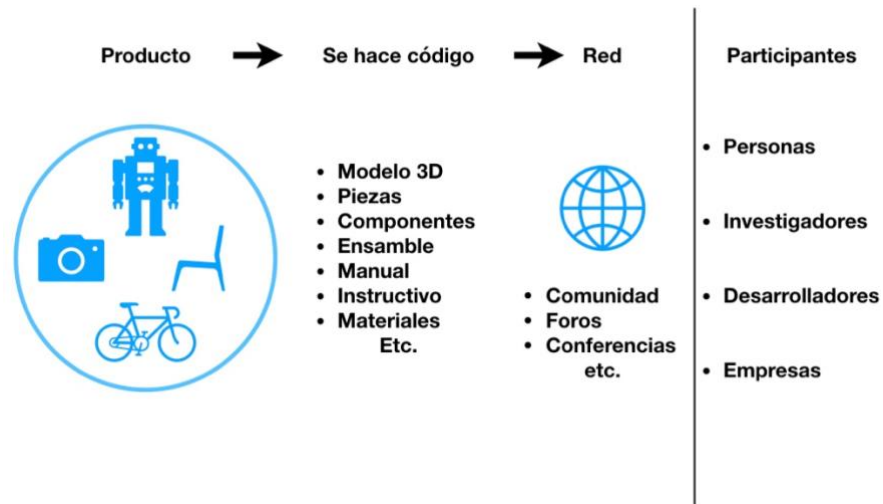 Producto
Se hace código
Red
Participantes
• Modelo 3D
• Piezas
• Componentes
• Ensamble
• Manual
• Instructivo
• Materiales
Etc.
• Comunidad
• Foros
• Conferencias
etc.
• Personas
• Investigadores
• Desarrolladores
• Empresas